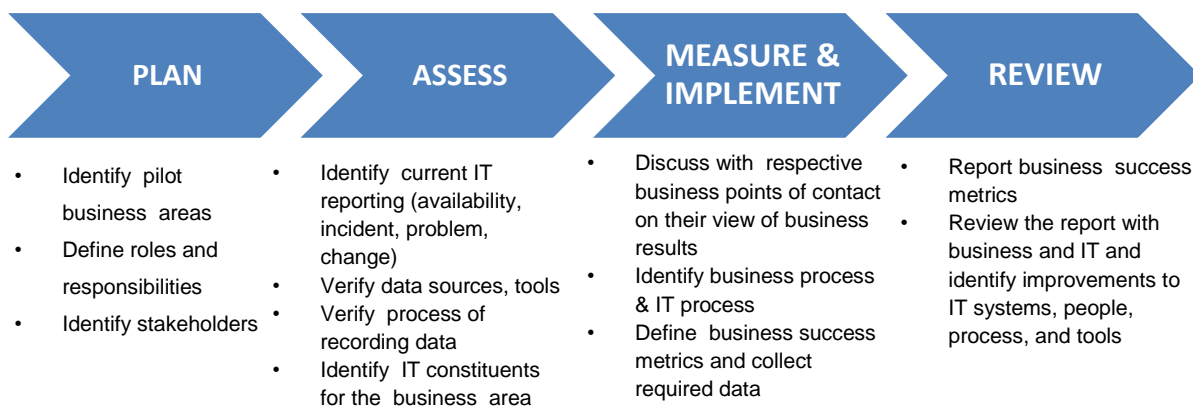 PLAN
• Identify pilot
business areas
• Define roles and
responsibilities
• Identify stakeholders
ASSESS
• Identify current IT
reporting (availability,
incident, problem,
change)
• Verify data sources, tools
• Verify process of
recording data
• Identify IT constituents
for the business area
MEASURE &
IMPLEMENT
• Discuss with respective
business points of contact
on their view of business
results
• Identify business process
& IT process
• Define business success
metrics and collect
required data
REVIEW
• Report business success
metrics
• Review the report with
business and IT and
identify improvements to
IT systems, people,
process, and tools